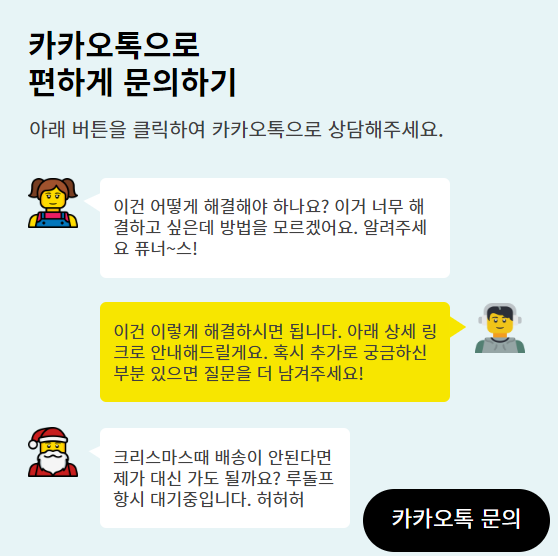 카카오톡으로
편하게 문의하기
아래 버튼을 클릭하여 카카오톡으로 상담해주세요.
이건 어떻게 해결해야 하나요? 이거 너무 해
결하고 싶은데 방법을 모르겠어요. 알려주세
요 퓨너~스!
이건 이렇게 해결하시면 됩니다. 아래 상세 링
크로 안내해드릴게요. 혹시 추가로 궁금하신
부분 있으면 질문을 더 남겨주세요!
크리스마스때 배송이 안된다면
제가 대신 가도 될까요? 루돌프
항시 대기중입니다. 허허허
카카오톡 문의